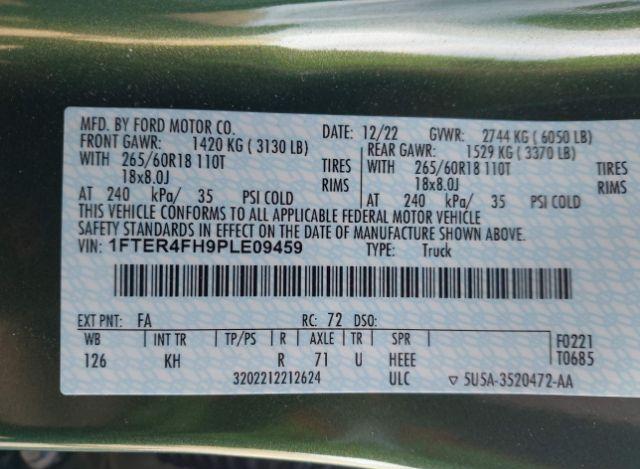 MFD. BY FORD MOTOR CO.
DATE: 12/22 GVWR: 2744 KG ( 6050 LB)
FRONT GAWR: 1420 KG ( 3130 LB)
REAR GAWR: 1529 KG ( 3370 LB)
WITH 265/60R18 110T TIRES
WITH 265/60R18 110T TIRES
18x8.0J RIMS
18x8.0J RIMS
AT 240 kPa/ 35 PSI COLD
AT 240 kPa/ 35 PSI COLD
THIS VEHICLE CONFORMS TO ALL APPLICABLE FEDERAL MOTOR VEHICLE
SAFETY STANDARDS IN EFFECT ON THE DATE OF MANUFACTURE SHOWN ABOVE.
VIN: 1FTER4FH9PLE09459 TYPE: Truck
EXT PNT: FA RC: 72 DSO:
WB INT TR TP/PS R AXLE TR SPR
126 KH R 71 U HEEE
F0221
T0685
3202212212624 ULC ▽ 5U5A-3520472-AA